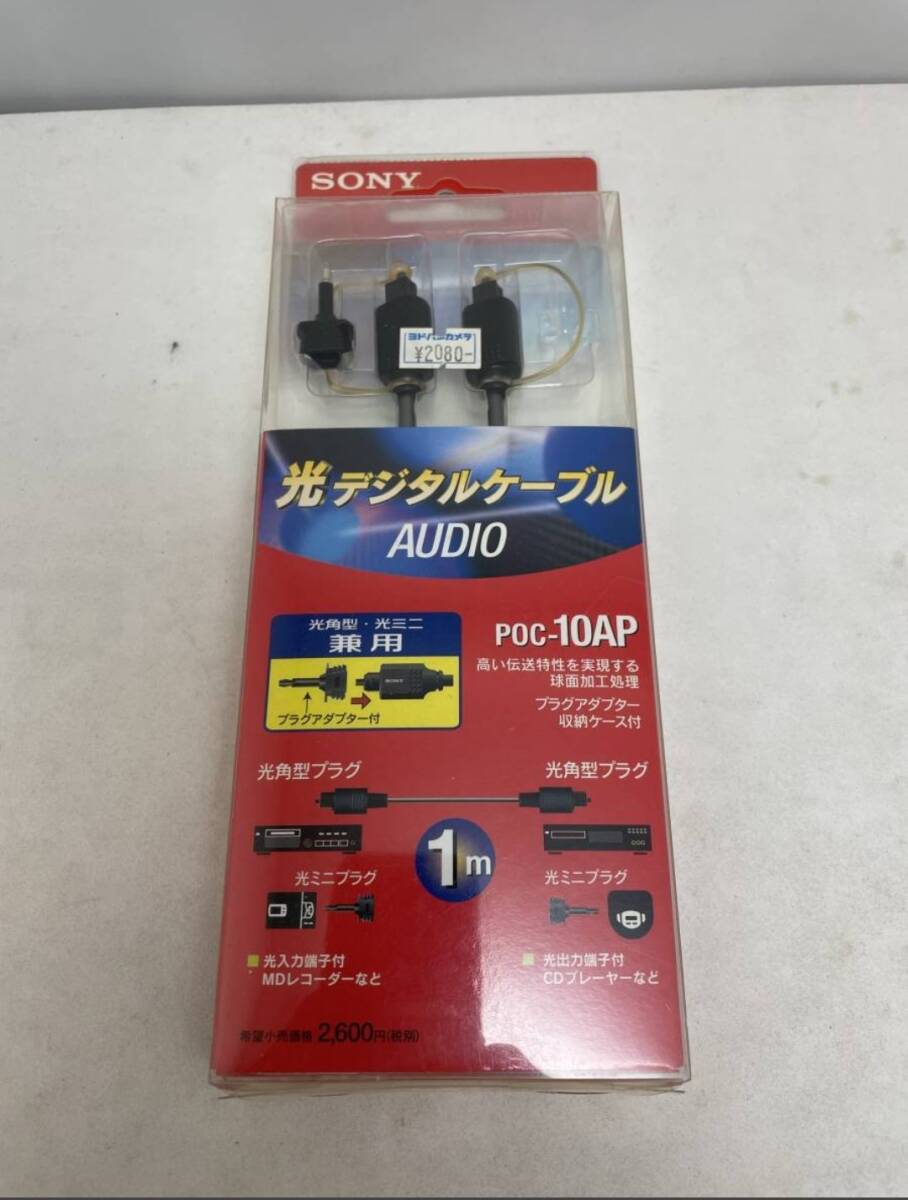 SONY
ヨドバシカメラ
¥2080-
光デジタルケーブル
AUDIO
光角型・光ミニ
兼用
SONY
プラグアダプター付
POC-10AP
高い伝送特性を実現する
球面加工処理
プラグアダプター
収納ケース付
光角型プラグ
光角型プラグ
1m
光ミニプラグ
光ミニプラグ
光入力端子付
MDレコーダーなど
光出力端子付
CDプレーヤーなど
希望小売価格 2,600円(税別)